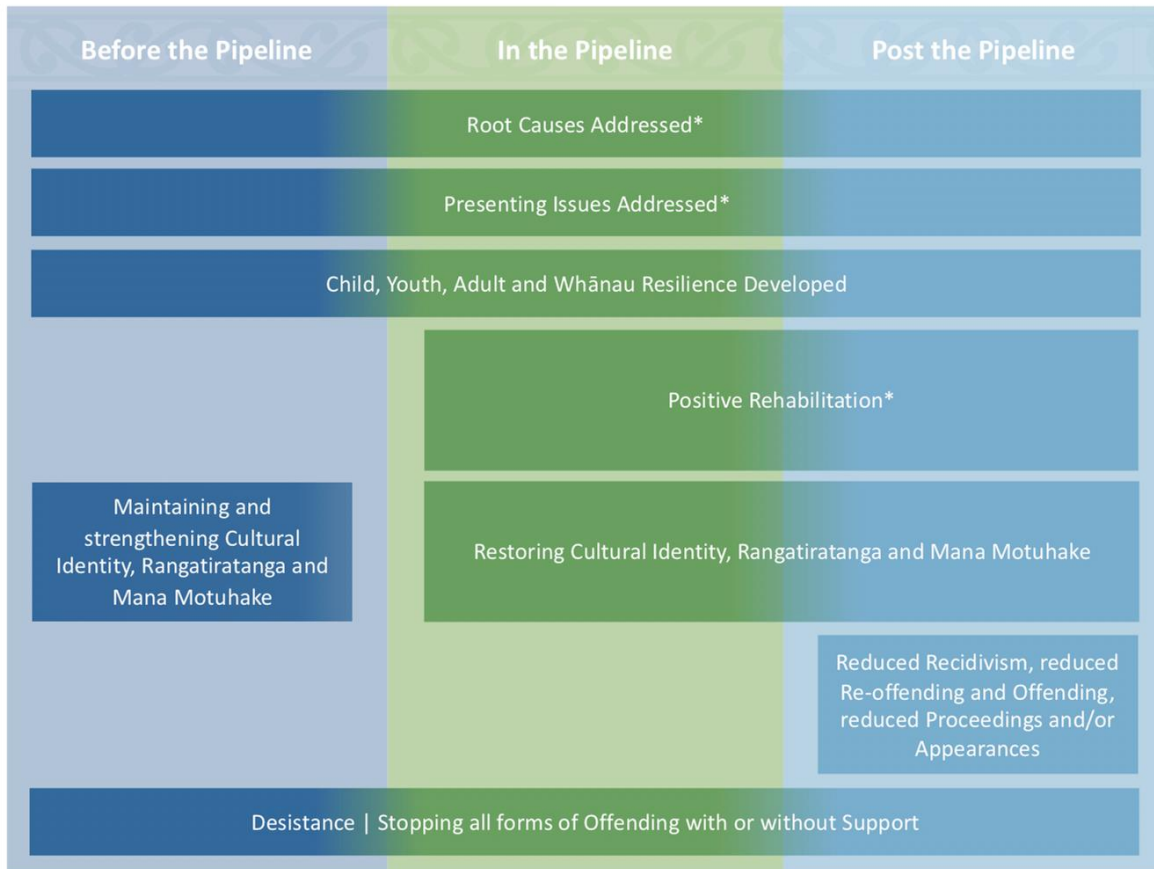 Before the Pipeline
In the Pipeline
Post the Pipeline
Root Causes Addressed*
Presenting Issues Addressed*
Child, Youth, Adult and Whānau Resilience Developed
Positive Rehabilitation*
Maintaining and
strengthening Cultural
Identity, Rangatiratanga and
Mana Motuhake
Restoring Cultural Identity, Rangatiratanga and Mana Motuhake
Reduced Recidivism, reduced
Re-offending and Offending,
reduced Proceedings and/or
Appearances
Desistance | Stopping all forms of Offending with or without Support